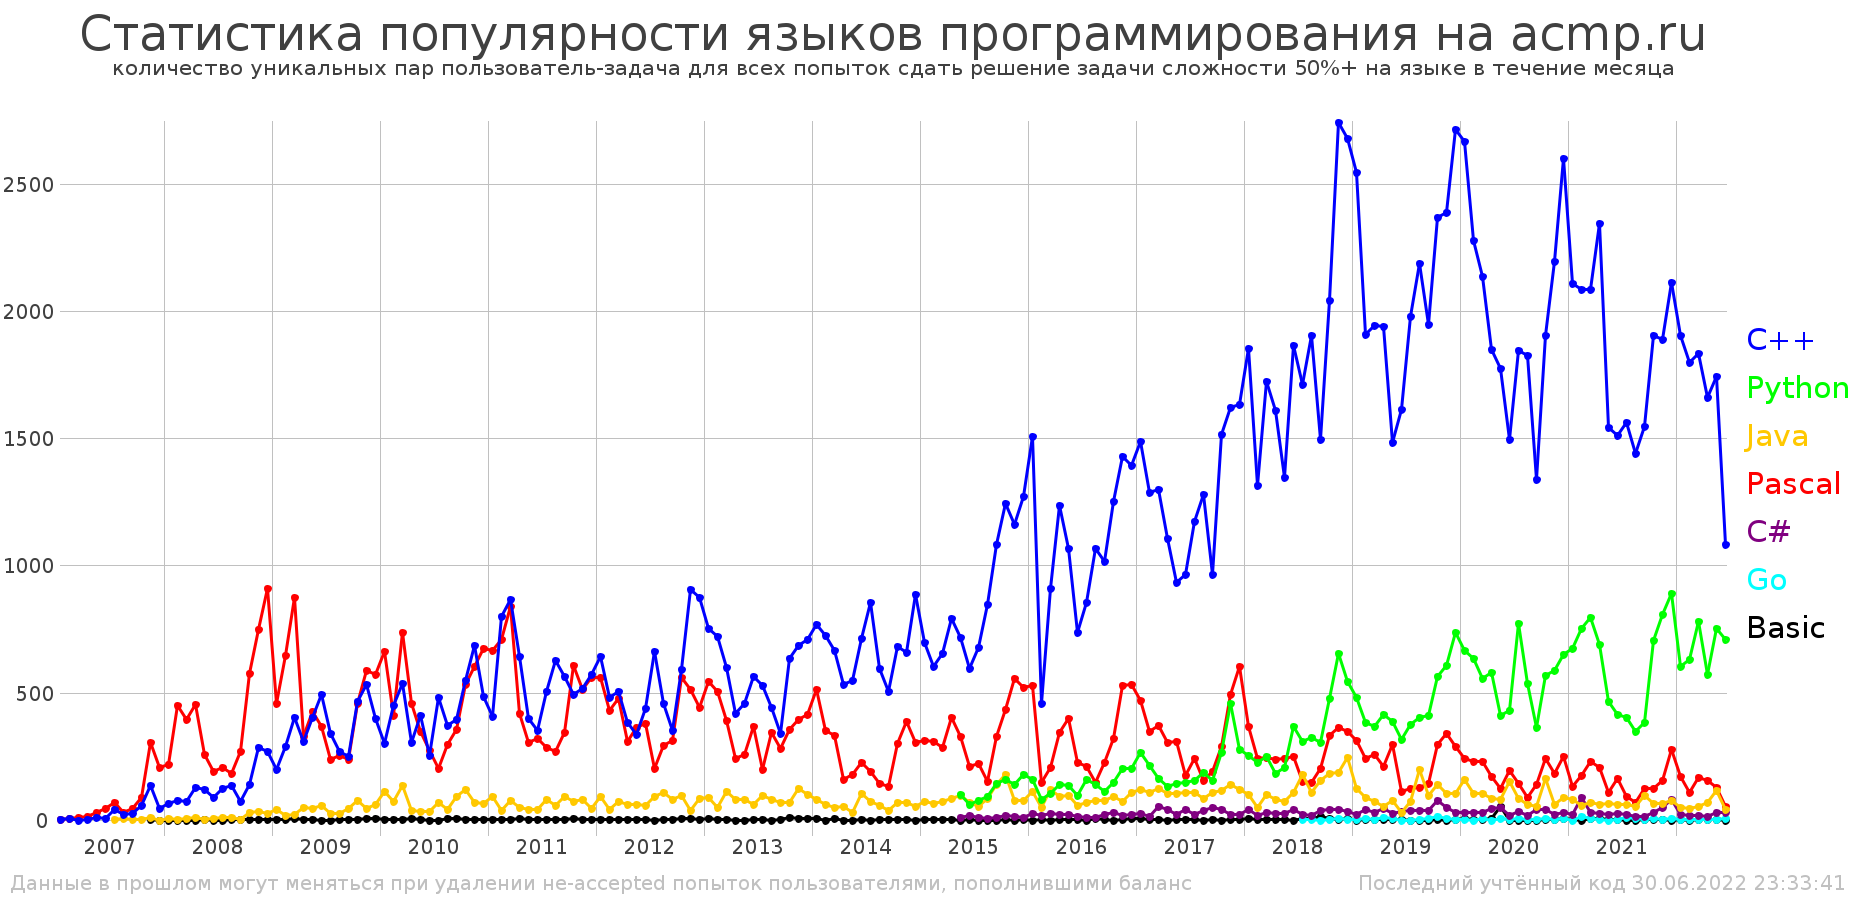 Статистика популярности языков программирования на acmp.ru
количество уникальных пар пользователь-задача для всех попыток сдать решение задачи сложности 50%+ на языке в течение месяца
2500
2000
1500
1000
500
0
C++
Python
Java
Pascal
C#
Go
Basic
2007 2008 2009 2010 2011 2012 2013 2014 2015 2016 2017 2018 2019 2020 2021
Данные в прошлом могут меняться при удалении не-accepted попыток пользователями, пополнившими баланс
Последний учтённый код 30.06.2022 23:33:41